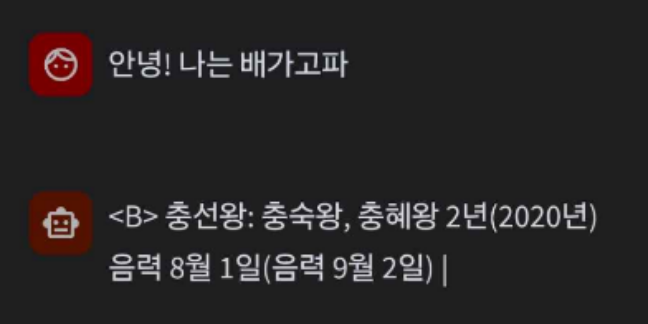 안녕! 나는 배가고파
<B> 충선왕: 충숙왕, 충혜왕 2년(2020년)
음력 8월 1일(음력 9월 2일) |